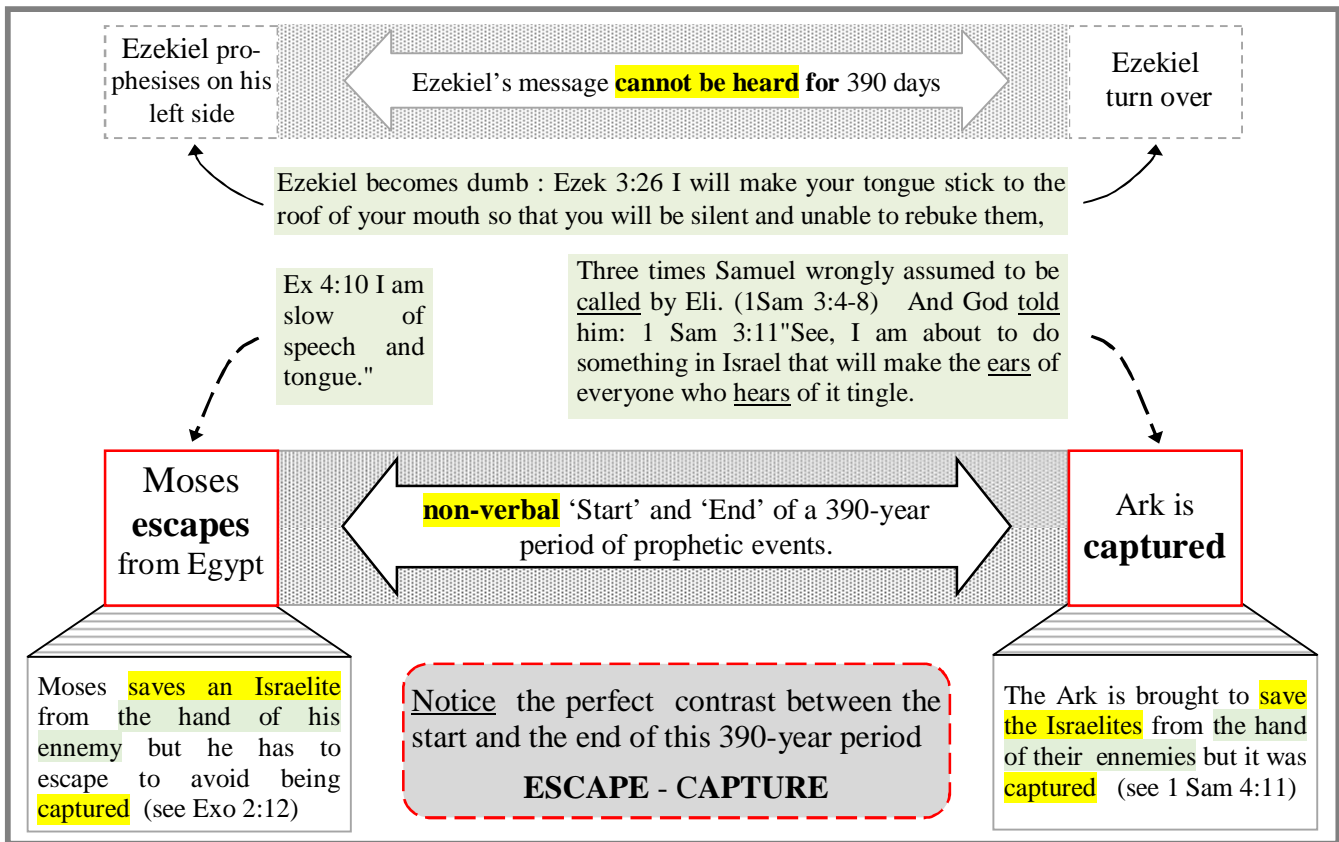 Ezekiel pro-
phesises on his
left side
Ezekiel’s message cannot be heard for 390 days
Ezekiel
turn over
Ezekiel becomes dumb : Ezek 3:26 I will make your tongue stick to the
roof of your mouth so that you will be silent and unable to rebuke them,
Ex 4:10 I am
slow of
speech and
tongue."
Three times Samuel wrongly assumed to be
called by Eli. (1Sam 3:4-8) And God told
him: 1 Sam 3:11"See, I am about to do
something in Israel that will make the ears of
everyone who hears of it tingle.
Moses
escapes
from Egypt
non-verbal ‘Start’ and ‘End’ of a 390-year
period of prophetic events.
Ark is
captured
Moses saves an Israelite
from the hand of his
ennemy but he has to
escape to avoid being
captured (see Exo 2:12)
Notice the perfect contrast between the
start and the end of this 390-year period
ESCAPE - CAPTURE
The Ark is brought to save
the Israelites from the hand
of their ennemies but it was
captured (see 1 Sam 4:11)